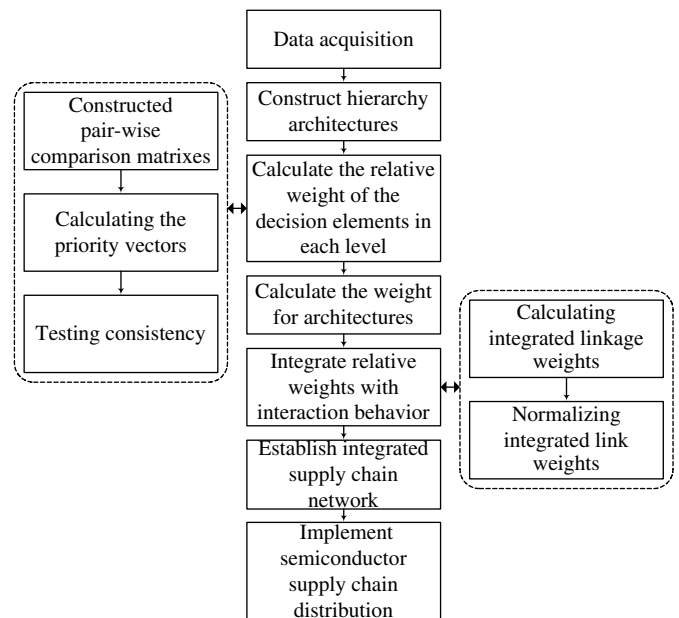 Data acquisition
Construct hierarchy
architectures
Calculate the relative
weight of the
decision elements in
each level
Calculate the weight
for architectures
Integrate relative
weights with
interaction behavior
Establish integrated
supply chain
network
Implement
semiconductor
supply chain
distribution
Constructed
pair-wise
comparison matrixes
Calculating the
priority vectors
Testing consistency
Calculating
integrated linkage
weights
Normalizing
integrated link
weights